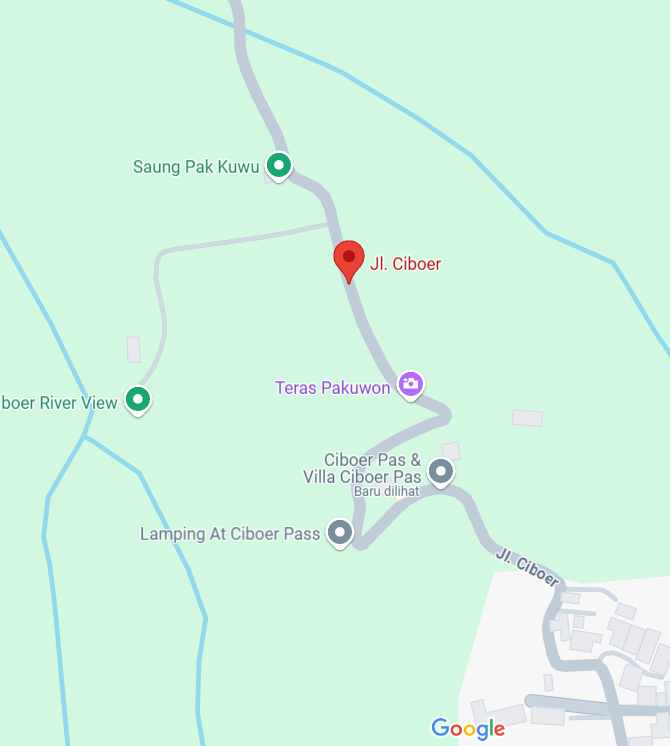 Saung Pak Kuwu
Jl. Ciboer
Teras Pakuwon
boer River View
Ciboer Pas &
Villa Ciboer Pas
Baru dilihat
Lamping At Ciboer Pass
Jl. Ciboer
Google